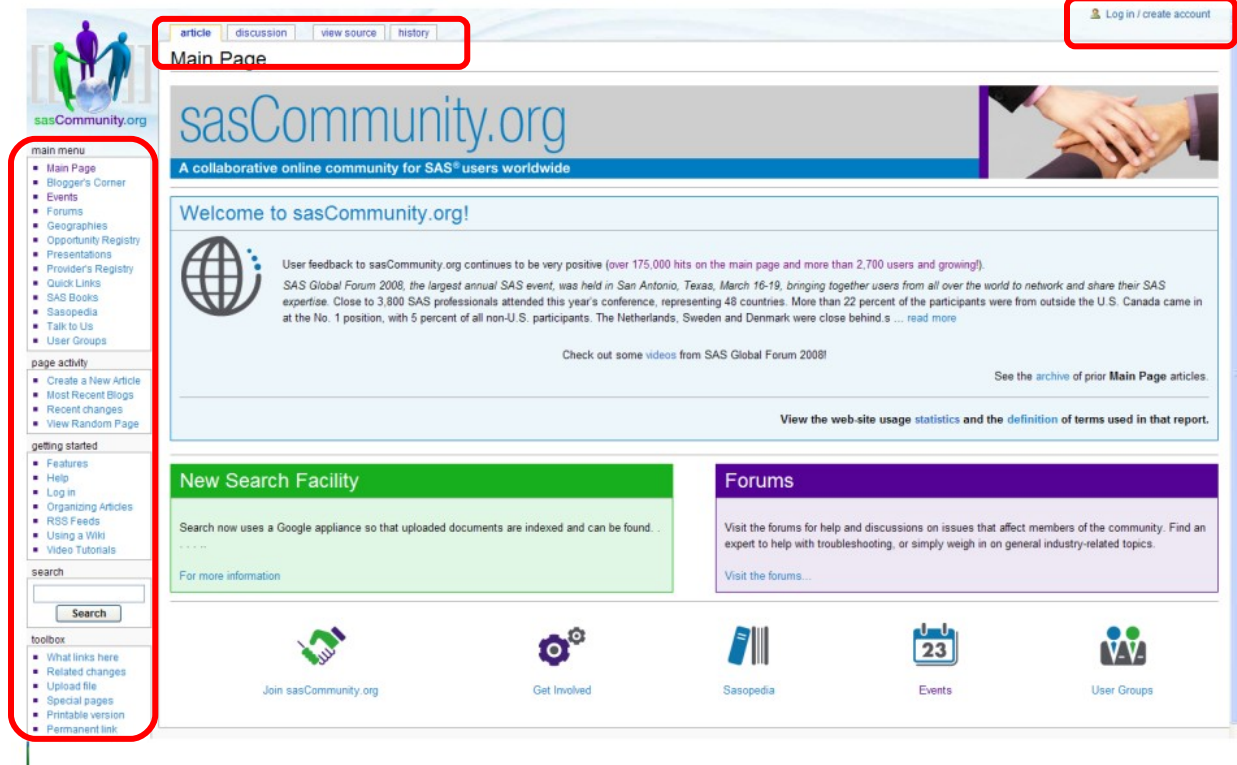 Log in / create account
article discussion view source history
Main Page
sasCommunity.org
main menu
Main Page
Blogger's Corner
Events
Forums
Geographies
Opportunity Registry
Presentations
Provider's Registry
Quick Links
SAS Books
Sasopedia
Talk to Us
User Groups
page activity
Create a New Article
Most Recent Blogs
Recent changes
View Random Page
getting started
Features
Help
Log in
Organizing Articles
RSS Feeds
Using a Wiki
Video Tutorials
search
Search
toolbox
What links here
Related changes
Upload file
Special pages
Printable version
Permanent link
sasCommunity.org
A collaborative online community for SAS® users worldwide
Welcome to sasCommunity.org!
User feedback to sasCommunity.org continues to be very positive (over 175,000 hits on the main page and more than 2,700 users and growing!).
SAS Global Forum 2008, the largest annual SAS event, was held in San Antonio, Texas, March 16-19, bringing together users from all over the world to network and share their SAS
expertise. Close to 3,800 SAS professionals attended this year's conference, representing 48 countries. More than 22 percent of the participants were from outside the U.S. Canada came in
at the No. 1 position, with 5 percent of all non-U.S. participants. The Netherlands, Sweden and Denmark were close behind.s ... read more
Check out some videos from SAS Global Forum 2008!
See the archive of prior Main Page articles.
View the web-site usage statistics and the definition of terms used in that report.
New Search Facility
Search now uses a Google appliance so that uploaded documents are indexed and can be found. .
. . . ..
For more information
Forums
Visit the forums for help and discussions on issues that affect members of the community. Find an
expert to help with troubleshooting, or simply weigh in on general industry-related topics.
Visit the forums...
23
Join sasCommunity.org
Get Involved
Sasopedia
Events
User Groups